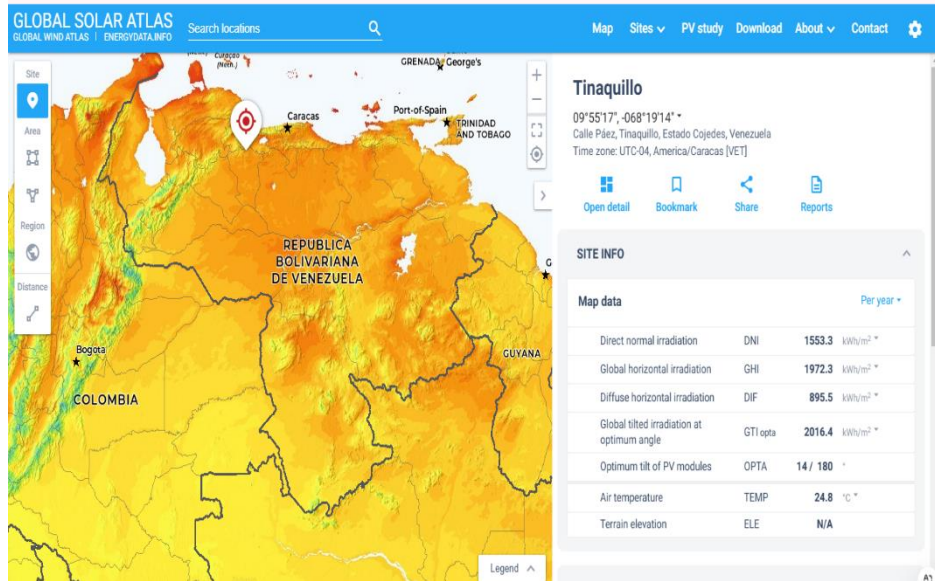 GLOBAL SOLAR ATLAS
GLOBAL WIND ATLAS | ENERGYDATA.INFO
Search locations
Map Sites PV study Download About Contact
Site
Area
Region
Distance
Curaçao
(Neth.)
GRENADA George's
Caracas
Port-of-Spain
TRINIDAD
AND TOBAGO
REPUBLICA
BOLIVARIANA
DE VENEZUELA
Bogota
COLOMBIA
GUYANA
Legend
Tinaquillo
09°55'17", -068°19'14"
Calle Páez, Tinaquillo, Estado Cojedes, Venezuela
Time zone: UTC-04, America/Caracas [VET]
Open detail Bookmark Share Reports
SITE INFO
Map data Per year
Direct normal irradiation DNI 1553.3 kWh/m²
Global horizontal irradiation GHI 1972.3 kWh/m²
Diffuse horizontal irradiation DIF 895.5 kWh/m²
Global tilted irradiation at
optimum angle GTI opta 2016.4 kWh/m²
Optimum tilt of PV modules OPTA 14 / 180 °
Air temperature TEMP 24.8 °C
Terrain elevation ELE N/A